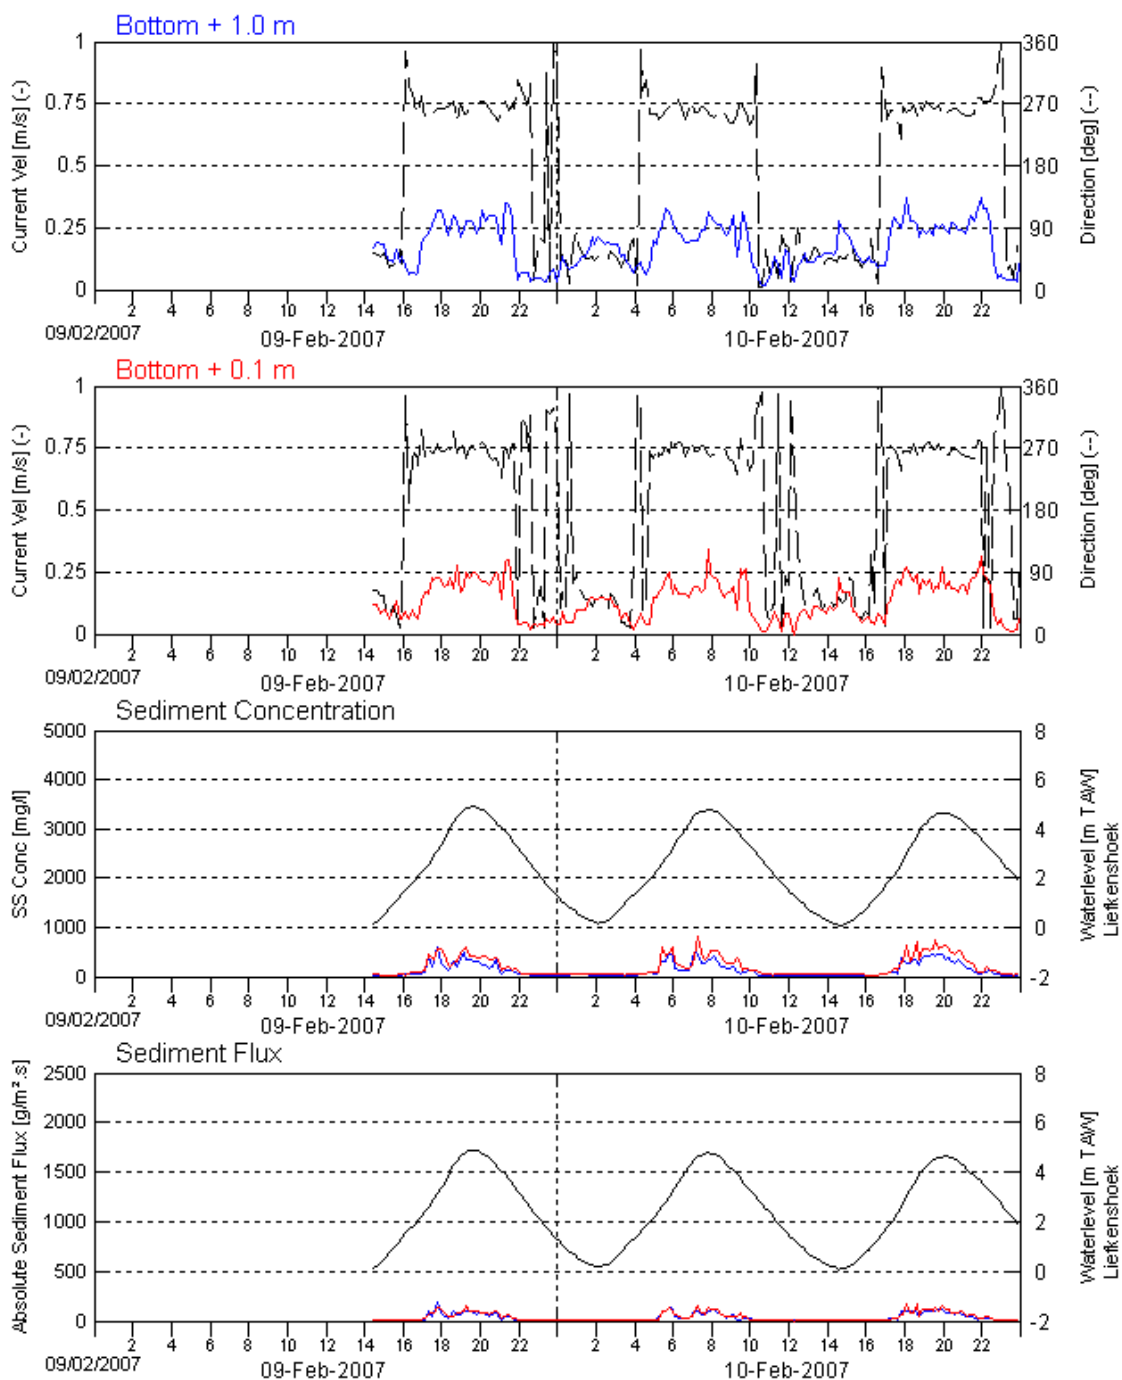 Bottom + 1.0 m
Current Vel [m/s] (-)
1
0.75
0.5
0.25
0
360
270
180
90
0
Direction [deg] (--)
2 4 6 8 10 12 14 16 18 20 22 2 4 6 8 10 12 14 16 18 20 22
09/02/2007
09-Feb-2007
10-Feb-2007
Bottom + 0.1 m
Current Vel [m/s] (-)
1
0.75
0.5
0.25
0
360
270
180
90
0
Direction [deg] (--)
2 4 6 8 10 12 14 16 18 20 22 2 4 6 8 10 12 14 16 18 20 22
09/02/2007
09-Feb-2007
10-Feb-2007
Sediment Concentration
SS Conc [mg/l]
5000
4000
3000
2000
1000
0
8
6
4
2
0
-2
Waterlevel [m TAW]
Liefkenshoek
2 4 6 8 10 12 14 16 18 20 22 2 4 6 8 10 12 14 16 18 20 22
09/02/2007
09-Feb-2007
10-Feb-2007
Sediment Flux
Absolute Sediment Flux [g/m².s]
2500
2000
1500
1000
500
0
8
6
4
2
0
-2
Waterlevel [m TAW]
Liefkenshoek
2 4 6 8 10 12 14 16 18 20 22 2 4 6 8 10 12 14 16 18 20 22
09/02/2007
09-Feb-2007
10-Feb-2007